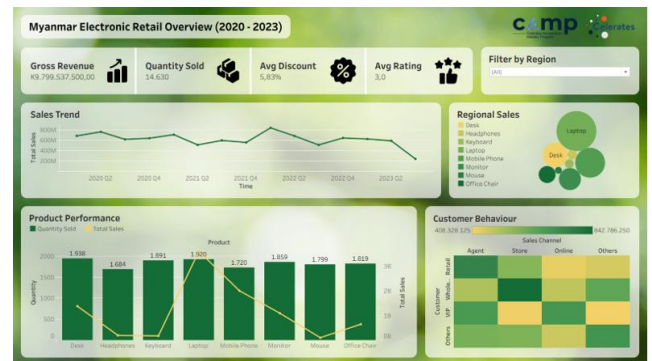 Myanmar Electronic Retail Overview (2020 - 2023)
camp
Celerates
Gross Revenue
K9.799.537.500,00
Quantity Sold
14.630
Avg Discount
5,83%
Avg Rating
3,0
Filter by Region
(All)
Sales Trend
Total Sales
800M
600M
400M
200M
2020 Q2
2020 Q4
2021 Q2
2021 Q4
2022 Q2
2022 Q4
2023 Q2
Time
Regional Sales
Desk
Headphones
Keyboard
Laptop
Mobile Phone
Monitor
Mouse
Office Chair
Laptop
Desk
Product Performance
Quantity Sold
Total Sales
Product
Quantity
2000
1500
1000
500
0
1.938
1.684
1.891
1.920
1.720
1.859
1.799
1.819
3B
2B
1B
0B
Total Sales
Desk
Headphones
Keyboard
Laptop
Mobile Phone
Monitor
Mouse
Office Chair
Customer Behaviour
408.328.125
842.786.250
Sales Channel
Agent
Store
Online
Others
Customer
Retail
Whole..
VIP
Others